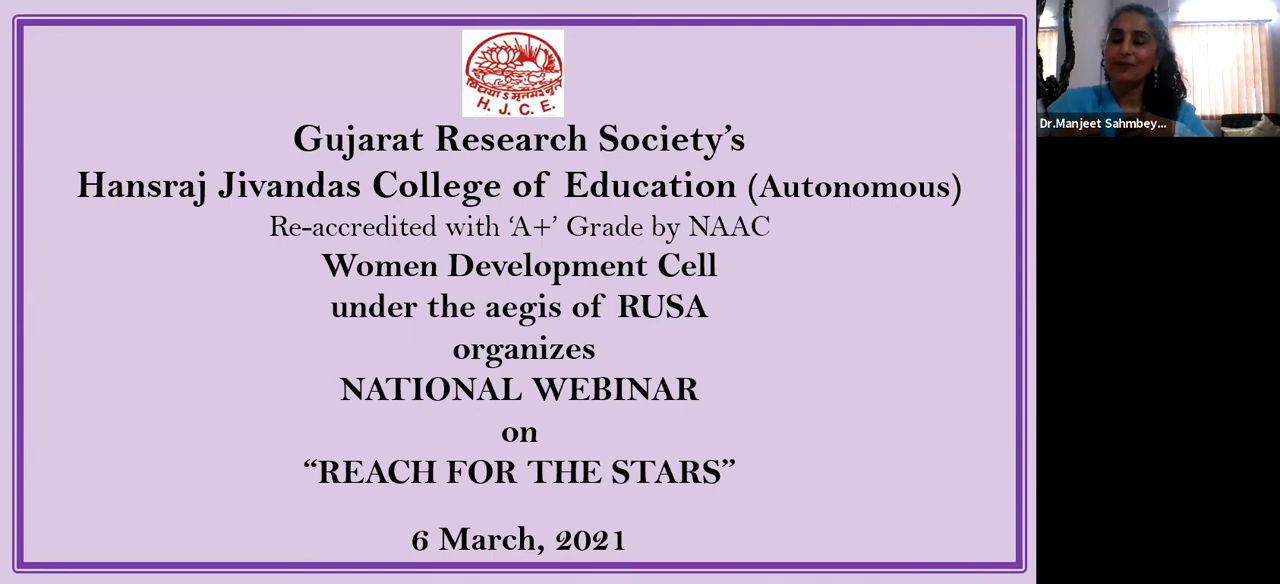 H. J. C. E.
Gujarat Research Society’s
Hansraj Jivandas College of Education (Autonomous)
Re-accredited with ‘A+’ Grade by NAAC
Women Development Cell
under the aegis of RUSA
organizes
NATIONAL WEBINAR
on
“REACH FOR THE STARS”
6 March, 2021
Dr.Manjeet Sahmbey...